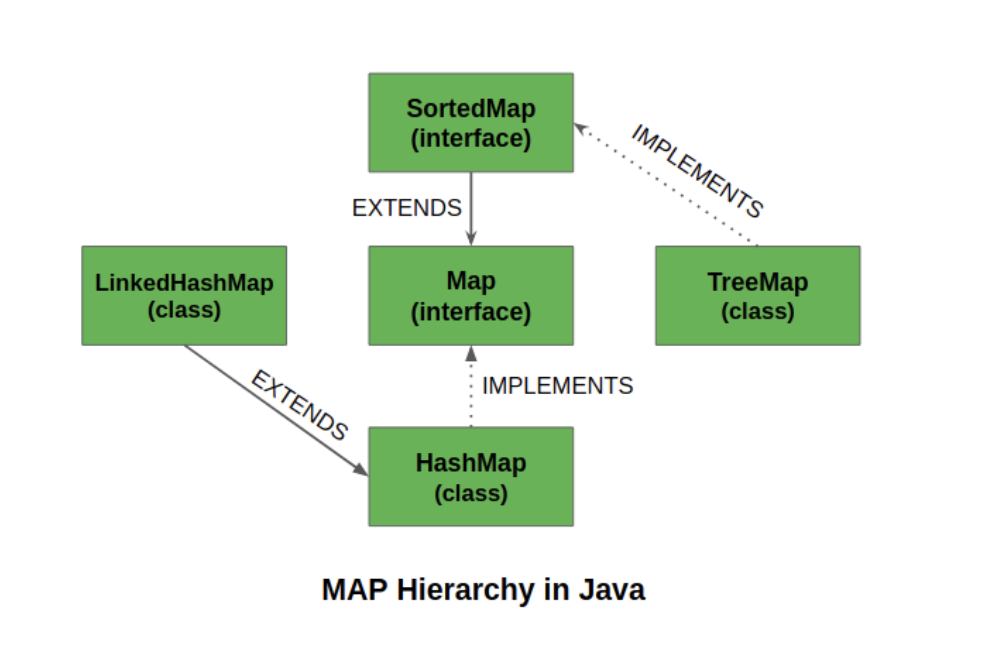 SortedMap
(interface)
IMPLEMENTS
EXTENDS
LinkedHashMap
(class)
Map
(interface)
TreeMap
(class)
EXTENDS
IMPLEMENTS
HashMap
(class)
MAP Hierarchy in Java